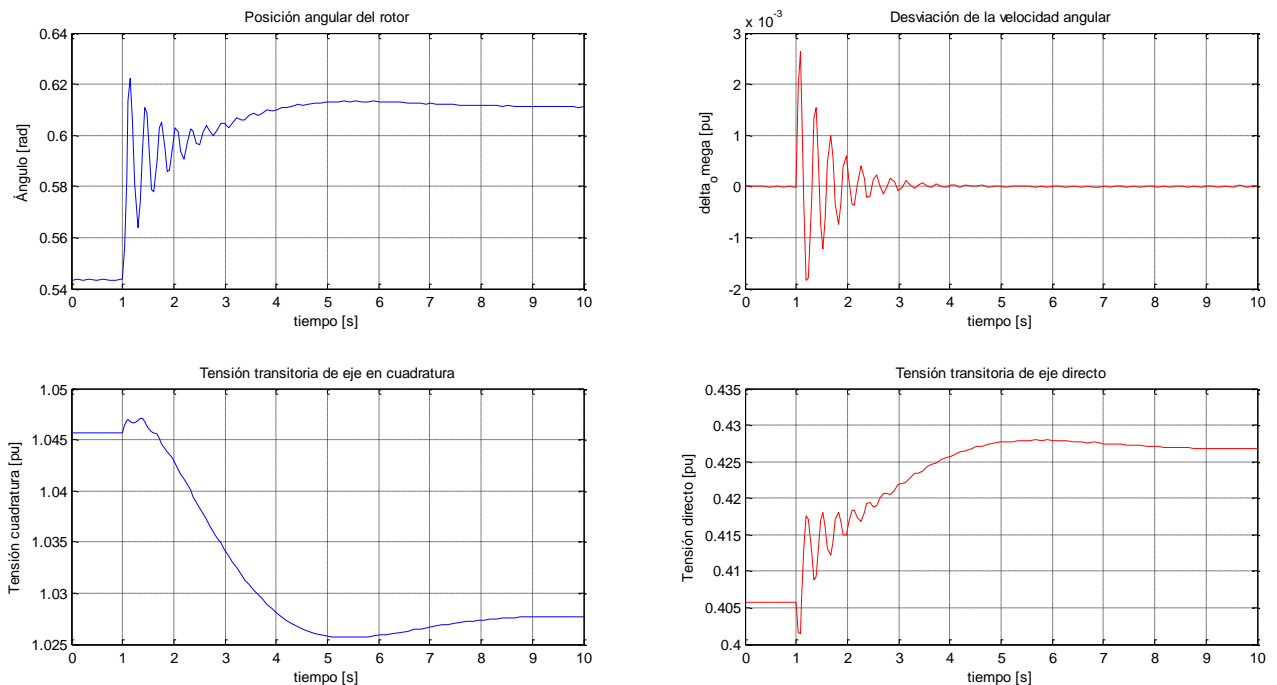 Posición angular del rotor
Ángulo [rad]
0.64
0.62
0.6
0.58
0.56
0.54
0 1 2 3 4 5 6 7 8 9 10
tiempo [s]
Desviación de la velocidad angular
x 10^-3
delta_omega [pu]
3
2
1
0
-1
-2
0 1 2 3 4 5 6 7 8 9 10
tiempo [s]
Tensión transitoria de eje en cuadratura
Tensión cuadratura [pu]
1.05
1.045
1.04
1.035
1.03
1.025
0 1 2 3 4 5 6 7 8 9 10
tiempo [s]
Tensión transitoria de eje directo
Tensión directo [pu]
0.435
0.43
0.425
0.42
0.415
0.41
0.405
0.4
0 1 2 3 4 5 6 7 8 9 10
tiempo [s]